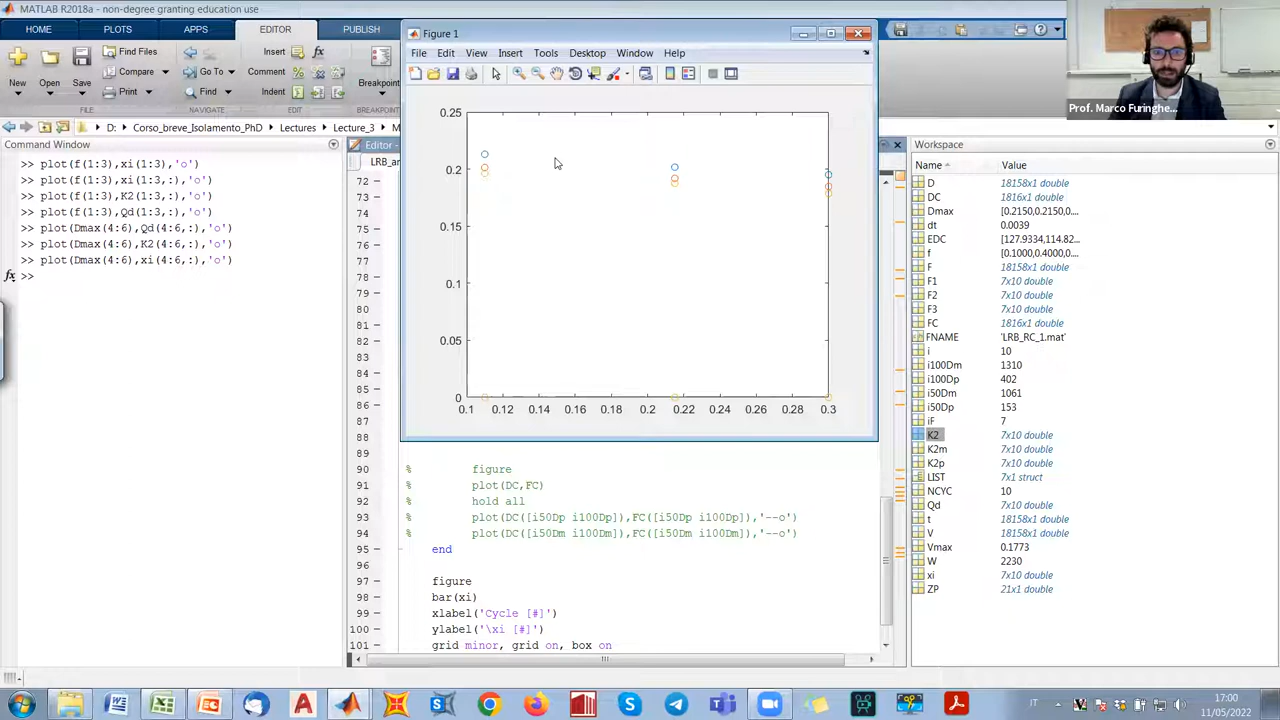 MATLAB R2018a - non-degree granting education use
HOME
PLOTS
APPS
EDITOR
PUBLISH
New
Open
Save
Find Files
Compare
Print
Go To
Find
Insert
Comment
Indent
Breakpoint
FILE
NAVIGATE
EDIT
BREAKPOINT
D:
Corso_breve_Isolamento_PhD
Lectures
Lecture_3
Command Window
>> plot(f(1:3),xi(1:3),'o')
>> plot(f(1:3),xi(1:3,:),'o')
>> plot(f(1:3),K2(1:3,:),'o')
>> plot(f(1:3),Qd(1:3,:),'o')
>> plot(Dmax(4:6),Qd(4:6,:),'o')
>> plot(Dmax(4:6),K2(4:6,:),'o')
>> plot(Dmax(4:6),xi(4:6,:),'o')
fx >>
Editor -
LRB_an
72
73
74
75
76
77
78
79
80
81
82
83
84
85
86
87
88
89
90 % figure
91 % plot(DC,FC)
92 % hold all
93 % plot(DC([i50Dp i100Dp]),FC([i50Dp i100Dp]),'--o')
94 % plot(DC([i50Dm i100Dm]),FC([i50Dm i100Dm]),'--o')
95 end
96
97 figure
98 bar(xi)
99 xlabel('Cycle [#]')
100 ylabel('\xi [#]')
101 grid minor, grid on, box on
Figure 1
File Edit View Insert Tools Desktop Window Help
0.25
0.2
0.15
0.1
0.05
0
0.1 0.12 0.14 0.16 0.18 0.2 0.22 0.24 0.26 0.28 0.3
Prof. Marco Furinghe...
Workspace
Name Value
D 18158x1 double
DC 1816x1 double
Dmax [0.2150,0.2150,0....
dt 0.0039
EDC [127.9334,114.82...
f [0.1000,0.4000,0....
F 18158x1 double
F1 7x10 double
F2 7x10 double
F3 7x10 double
FC 1816x1 double
FNAME 'LRB_RC_1.mat'
i 10
i100Dm 1310
i100Dp 402
i50Dm 1061
i50Dp 153
iF 7
K2 7x10 double
K2m 7x10 double
K2p 7x10 double
LIST 7x1 struct
NCYC 10
Qd 7x10 double
t 18158x1 double
V 18158x1 double
Vmax 0.1773
W 2230
xi 7x10 double
ZP 21x1 double
IT
17:00
11/05/2022